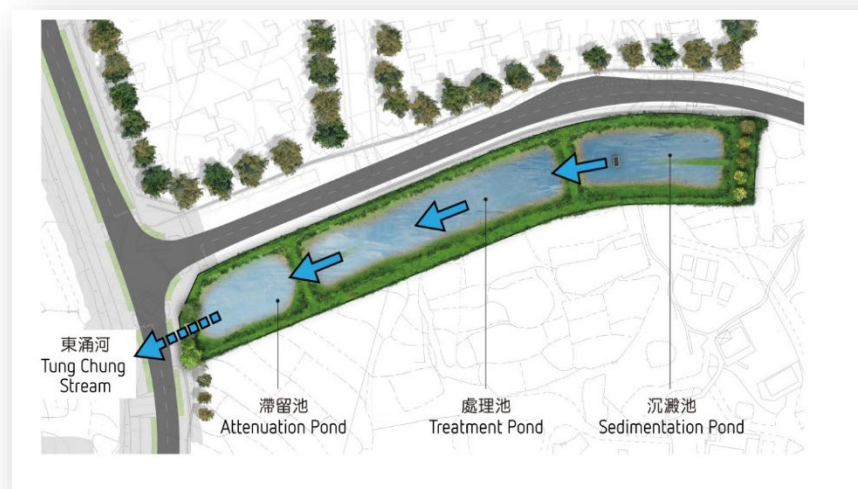 東涌河
Tung Chung
Stream
滯留池
Attenuation Pond
處理池
Treatment Pond
沉澱池
Sedimentation Pond